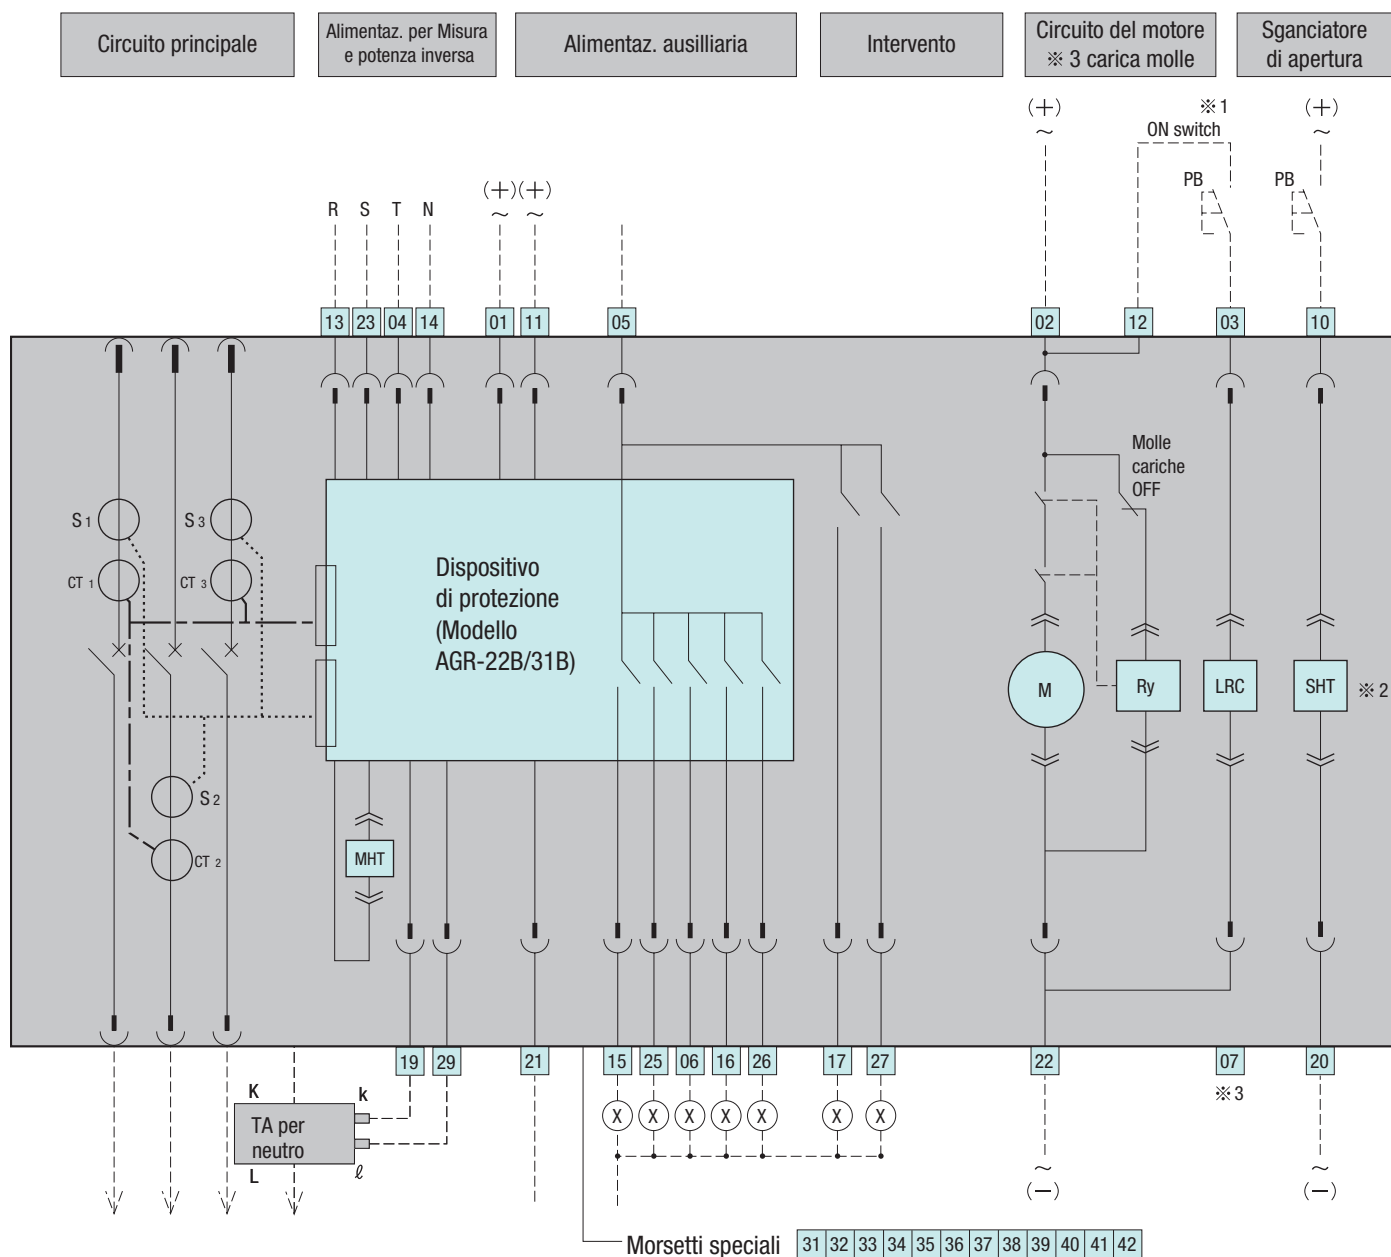 Circuito principale
Alimentaz. per Misura
e potenza inversa
Alimentaz. ausilliaria
Intervento
Circuito del motore
※ 3 carica molle
Sganciatore
di apertura
(+)
~
※1
(+)
~
ON switch
PB
PB
R S T N
(+) (+)
~ ~
13 23 04 14 01 11 05 02 12 03 10
Molle
cariche
OFF
S 1
S 3
CT 1
CT 3
Dispositivo
di protezione
(Modello
AGR-22B/31B)
M
Ry
LRC
SHT
※ 2
S 2
CT 2
MHT
19 29 21 15 25 06 16 26 17 27 22 07 20
※3
K
k
TA per
neutro
L
ℓ
X X X X X X X
~
(−)
~
(−)
Morsetti speciali 31 32 33 34 35 36 37 38 39 40 41 42